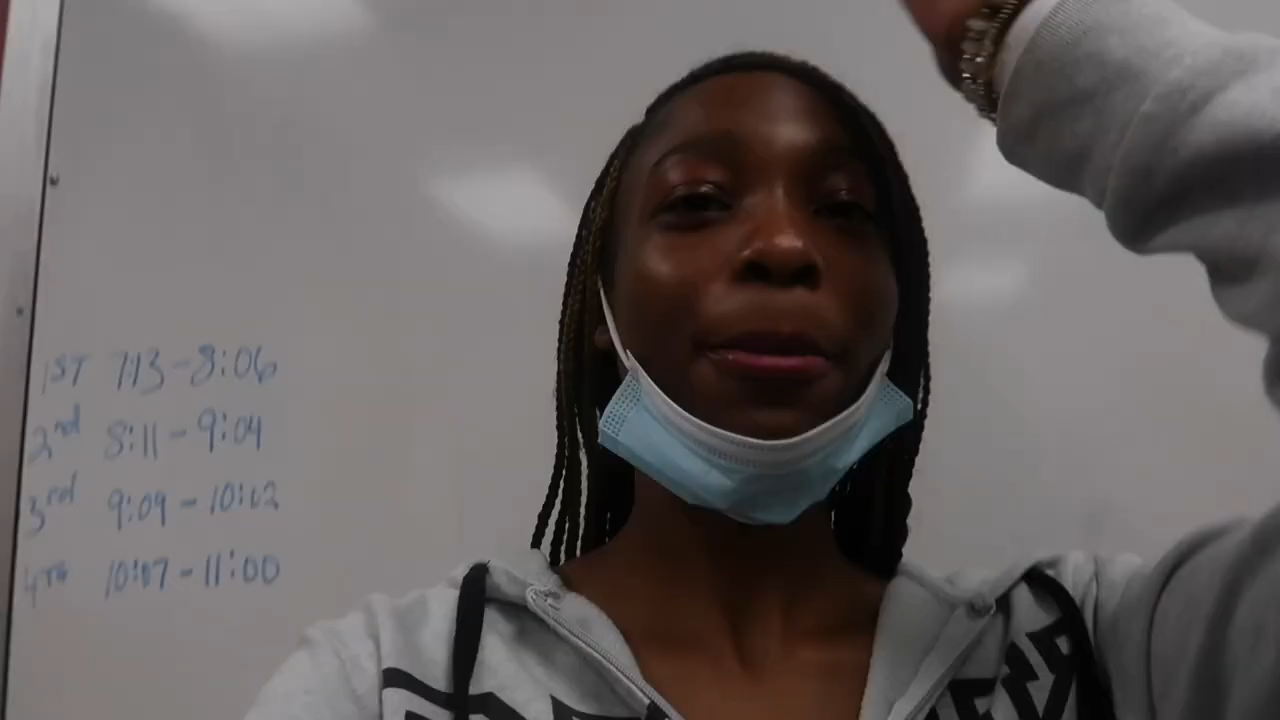 1ST 7:13-8:06
2nd 8:11-9:04
3rd 9:09-10:02
4TH 10:07-11:00